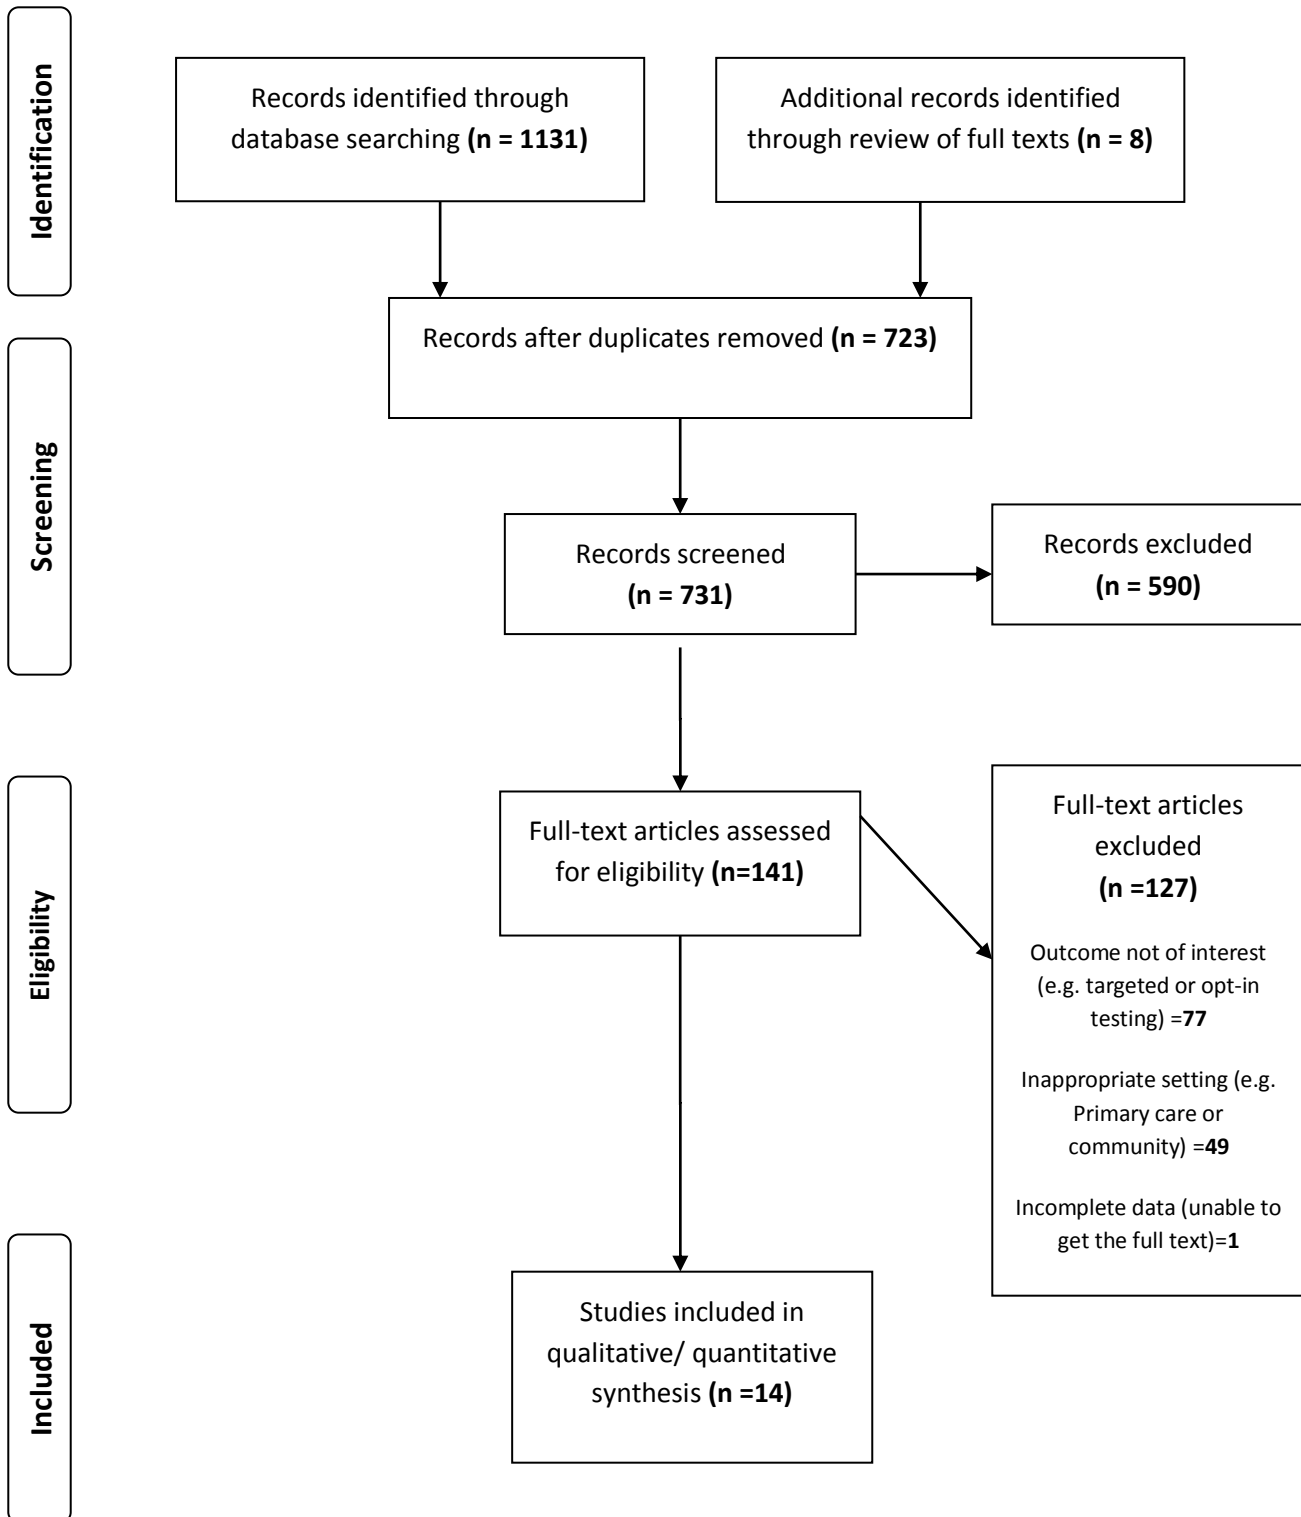 Identification
Records identified through
database searching (n = 1131)
Additional records identified
through review of full texts (n = 8)
Records after duplicates removed (n = 723)
Screening
Records screened
(n = 731)
Records excluded
(n = 590)
Eligibility
Full-text articles assessed
for eligibility (n=141)
Full-text articles
excluded
(n =127)
Outcome not of interest
(e.g. targeted or opt-in
testing) =77
Inappropriate setting (e.g.
Primary care or
community) =49
Incomplete data (unable to
get the full text)=1
Included
Studies included in
qualitative/ quantitative
synthesis (n =14)